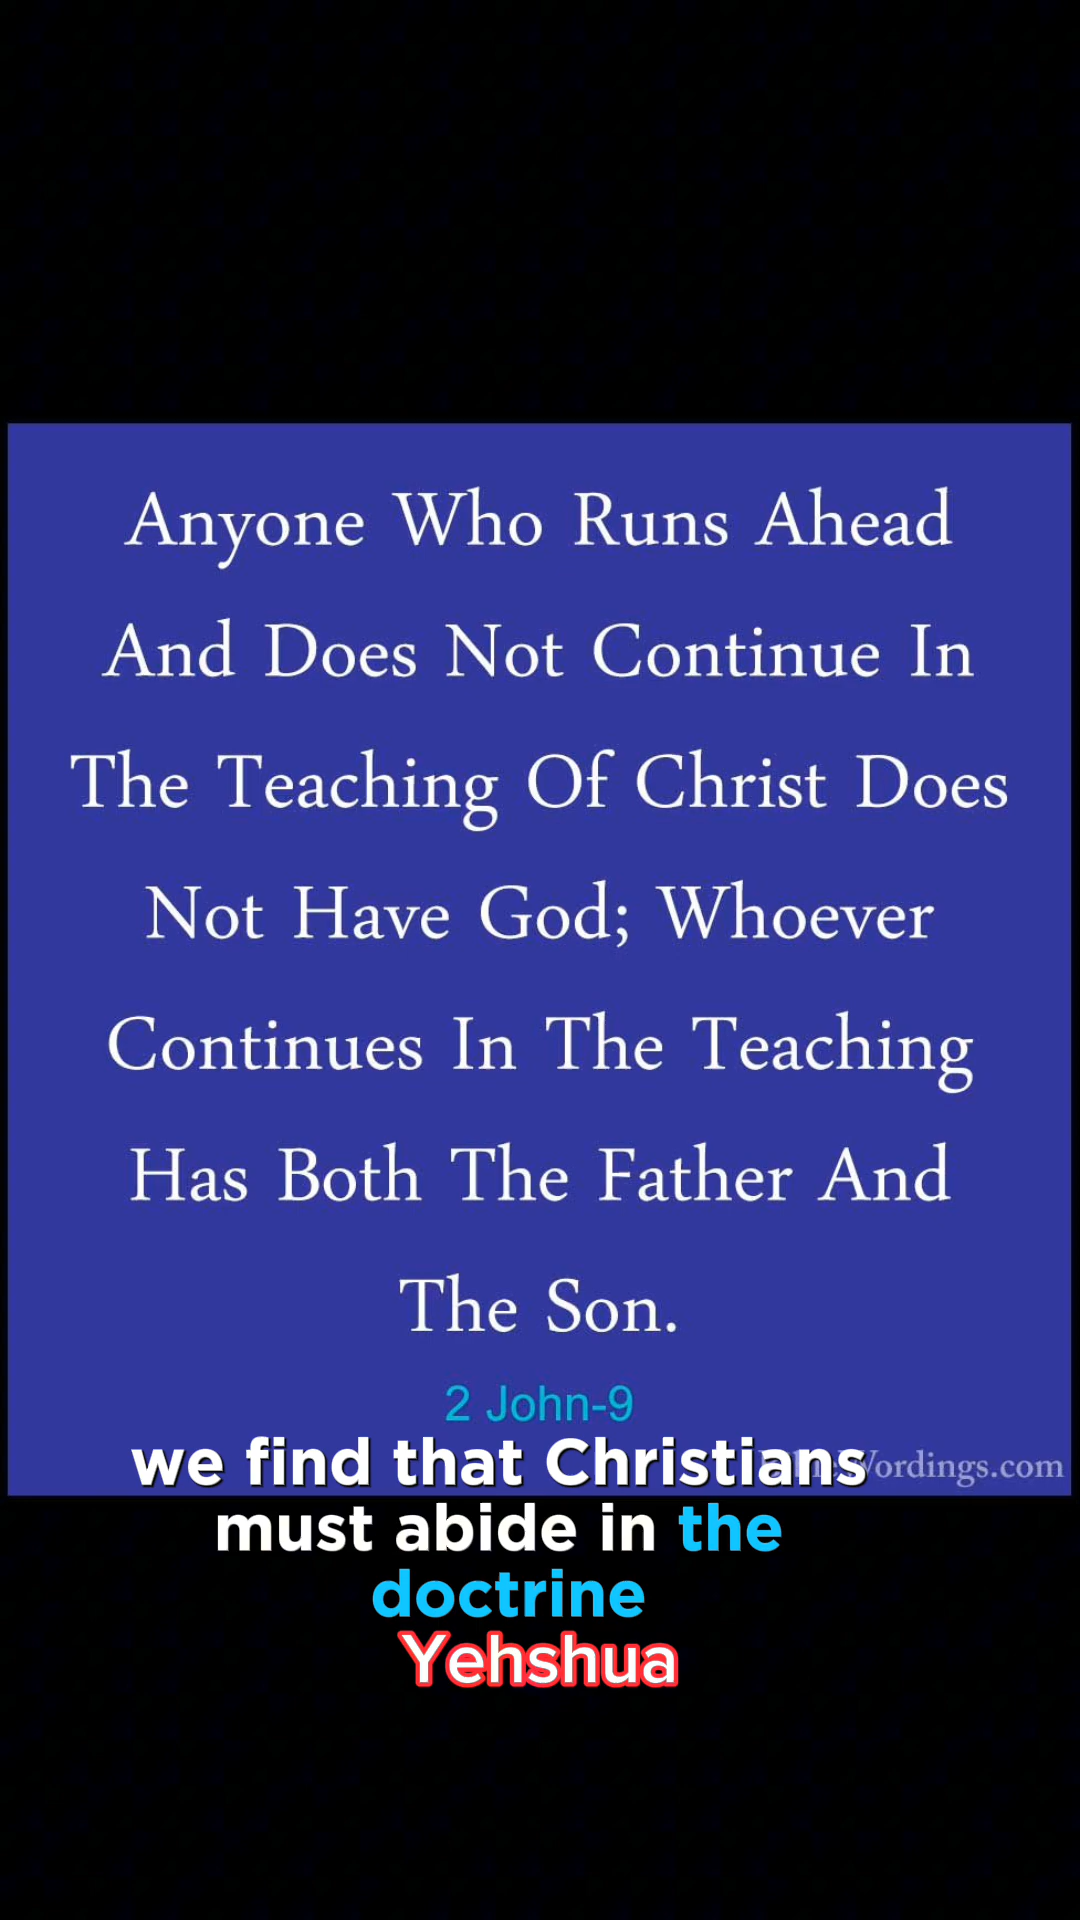 Anyone Who Runs Ahead
And Does Not Continue In
The Teaching Of Christ Does
Not Have God; Whoever
Continues In The Teaching
Has Both The Father And
The Son.
2 John-9
we find that Christians
Wordings.com
must abide in the
doctrine
Yehshua